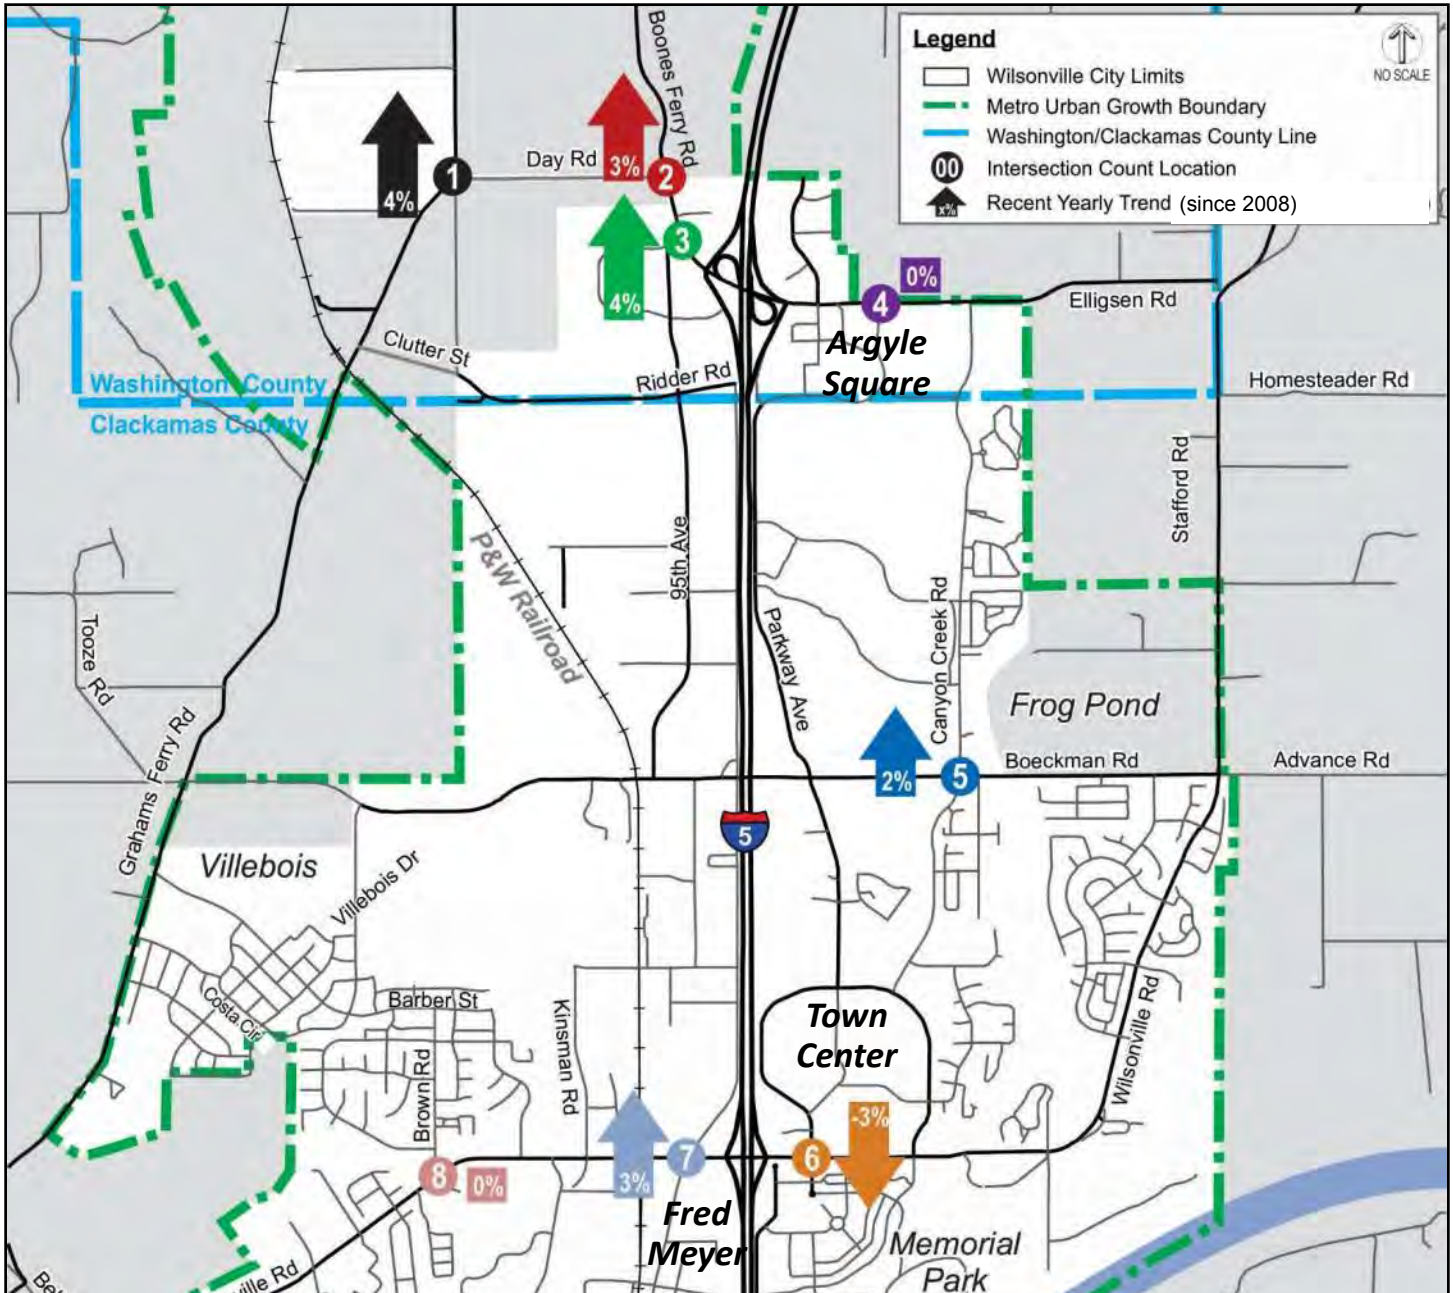 Legend
NO SCALE
Wilsonville City Limits
Metro Urban Growth Boundary
Washington/Clackamas County Line
00 Intersection Count Location
x% Recent Yearly Trend (since 2008)
Boones Ferry Rd
Day Rd
4%
1
3%
2
3
4%
4
0%
Elligsen Rd
Argyle
Square
Clutter St
Ridder Rd
Washington County
Clackamas County
Homesteader Rd
Stafford Rd
P&W Railroad
95th Ave
Parkway Ave
Canyon Creek Rd
Tooze Rd
Grahams Ferry Rd
Frog Pond
2%
5
Boeckman Rd
Advance Rd
5
Villebois
Villebois Dr
Costa Cir
Barber St
Brown Rd
Kinsman Rd
Town
Center
Wilsonville Rd
-3%
6
7
3%
8
0%
Fred
Meyer
Memorial
Park
ville Rd